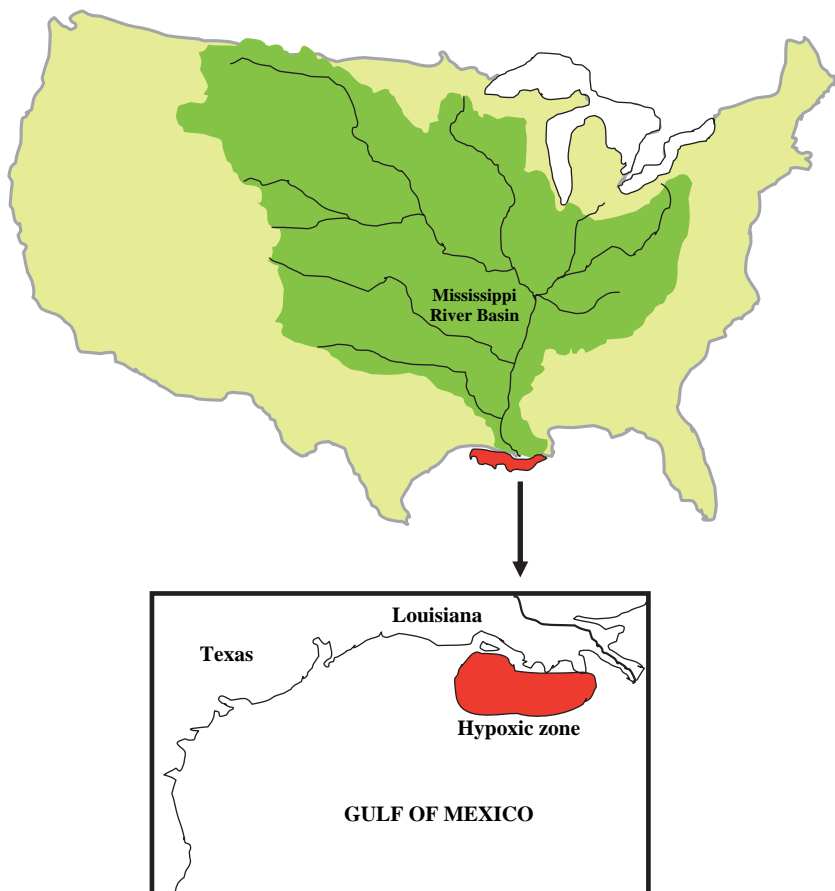 Mississippi
River Basin
Louisiana
Texas
Hypoxic zone
GULF OF MEXICO